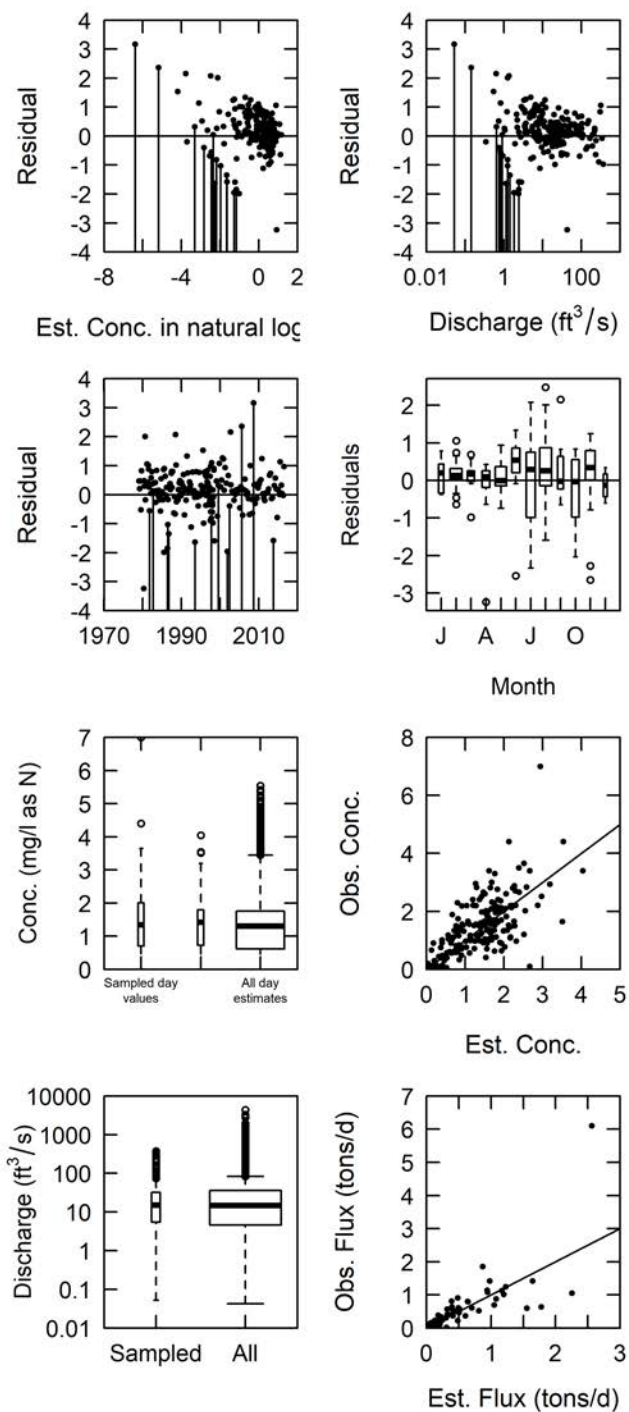 4
3
2
1
0
-1
-2
-3
-4
Residual
-8 -4 0 2
Est. Conc. in natural log
4
3
2
1
0
-1
-2
-3
-4
Residual
0.01 1 100
Discharge (ft³/s)
4
3
2
1
0
-1
-2
-3
-4
Residual
1970 1990 2010
2
1
0
-1
-2
-3
Residuals
J A J O
Month
7
6
5
4
3
2
1
0
Conc. (mg/l as N)
Sampled day values
All day estimates
8
6
4
2
0
Obs. Conc.
0 1 2 3 4 5
Est. Conc.
10000
1000
100
10
1
0.1
0.01
Discharge (ft³/s)
Sampled All
7
6
5
4
3
2
1
0
Obs. Flux (tons/d)
0 1 2 3
Est. Flux (tons/d)